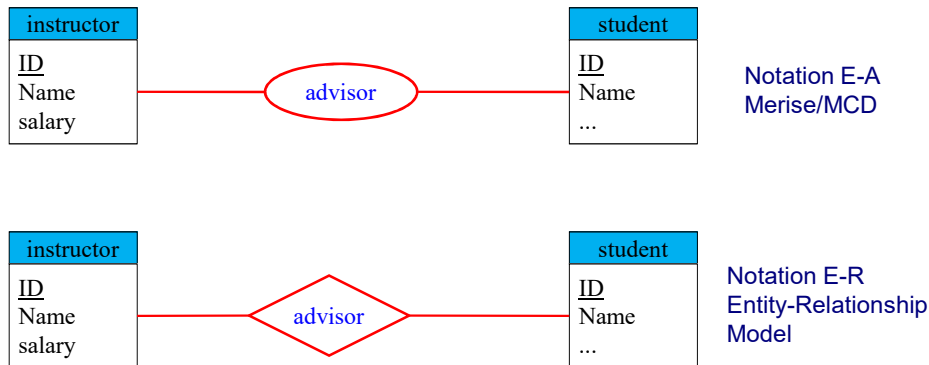 instructor
ID
Name
salary
advisor
student
ID
Name
...
Notation E-A
Merise/MCD
instructor
ID
Name
salary
advisor
student
ID
Name
...
Notation E-R
Entity-Relationship
Model